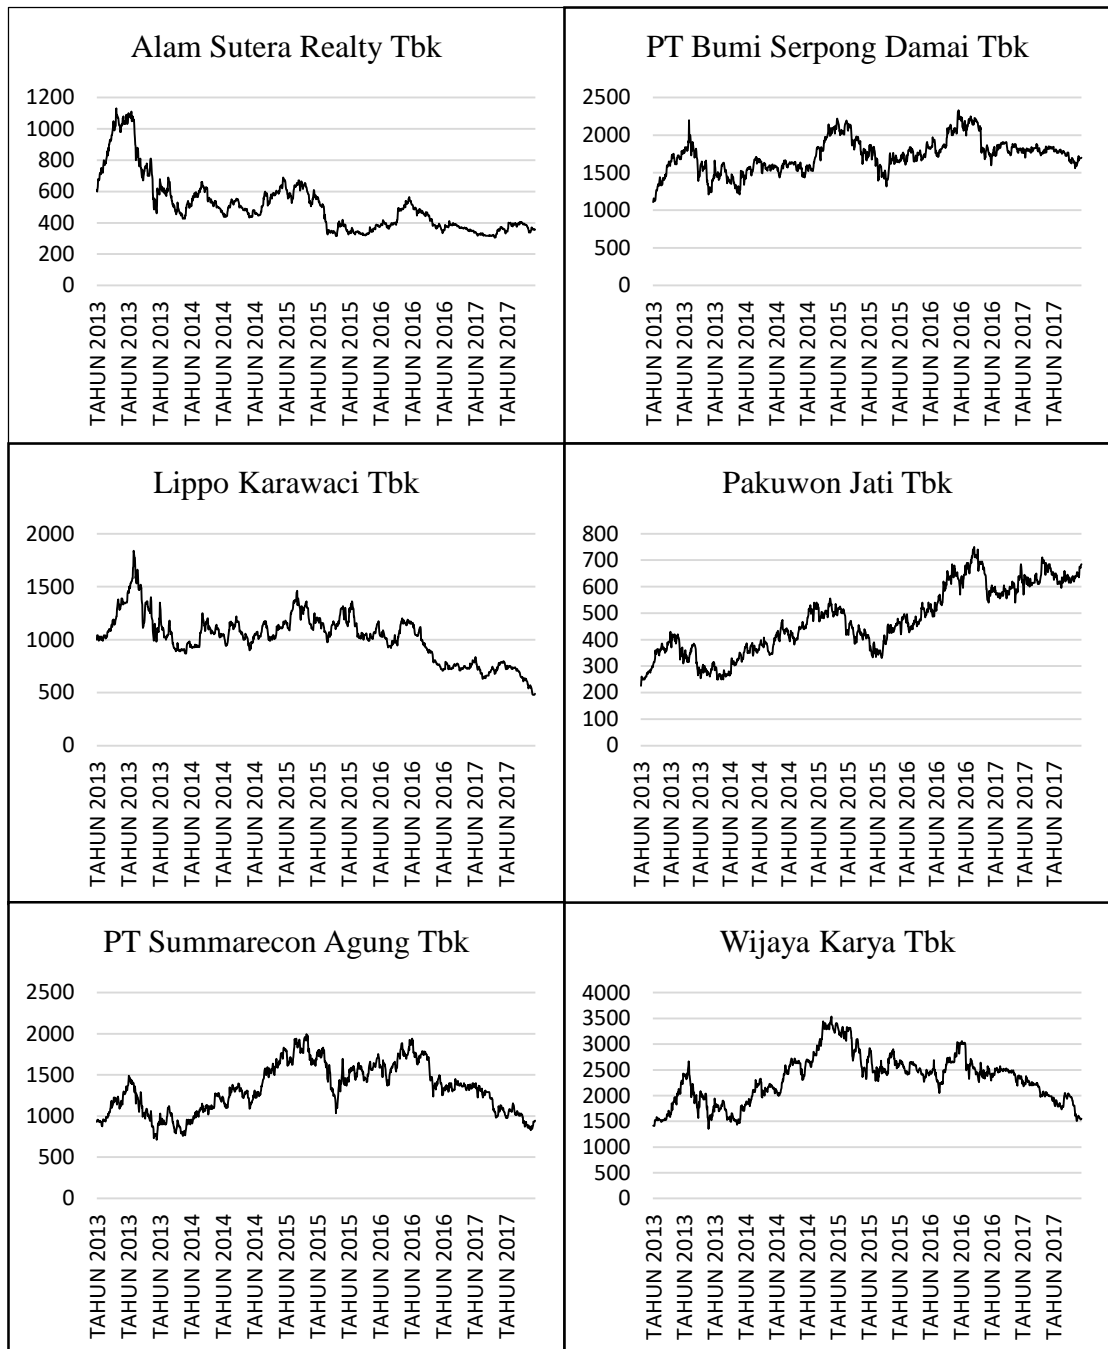 Alam Sutera Realty Tbk
1200
1000
800
600
400
200
0
TAHUN 2013
TAHUN 2013
TAHUN 2013
TAHUN 2014
TAHUN 2014
TAHUN 2014
TAHUN 2015
TAHUN 2015
TAHUN 2015
TAHUN 2016
TAHUN 2016
TAHUN 2016
TAHUN 2017
TAHUN 2017
PT Bumi Serpong Damai Tbk
2500
2000
1500
1000
500
0
TAHUN 2013
TAHUN 2013
TAHUN 2013
TAHUN 2014
TAHUN 2014
TAHUN 2014
TAHUN 2015
TAHUN 2015
TAHUN 2015
TAHUN 2016
TAHUN 2016
TAHUN 2016
TAHUN 2017
TAHUN 2017
Lippo Karawaci Tbk
2000
1500
1000
500
0
TAHUN 2013
TAHUN 2013
TAHUN 2013
TAHUN 2014
TAHUN 2014
TAHUN 2014
TAHUN 2015
TAHUN 2015
TAHUN 2015
TAHUN 2016
TAHUN 2016
TAHUN 2017
TAHUN 2017
TAHUN 2017
Pakuwon Jati Tbk
800
700
600
500
400
300
200
100
0
TAHUN 2013
TAHUN 2013
TAHUN 2013
TAHUN 2014
TAHUN 2014
TAHUN 2014
TAHUN 2015
TAHUN 2015
TAHUN 2015
TAHUN 2016
TAHUN 2016
TAHUN 2016
TAHUN 2017
TAHUN 2017
TAHUN 2017
PT Summarecon Agung Tbk
2500
2000
1500
1000
500
0
TAHUN 2013
TAHUN 2013
TAHUN 2013
TAHUN 2014
TAHUN 2014
TAHUN 2014
TAHUN 2015
TAHUN 2015
TAHUN 2015
TAHUN 2016
TAHUN 2016
TAHUN 2016
TAHUN 2017
TAHUN 2017
Wijaya Karya Tbk
4000
3500
3000
2500
2000
1500
1000
500
0
TAHUN 2013
TAHUN 2013
TAHUN 2013
TAHUN 2014
TAHUN 2014
TAHUN 2014
TAHUN 2015
TAHUN 2015
TAHUN 2015
TAHUN 2016
TAHUN 2016
TAHUN 2016
TAHUN 2017
TAHUN 2017